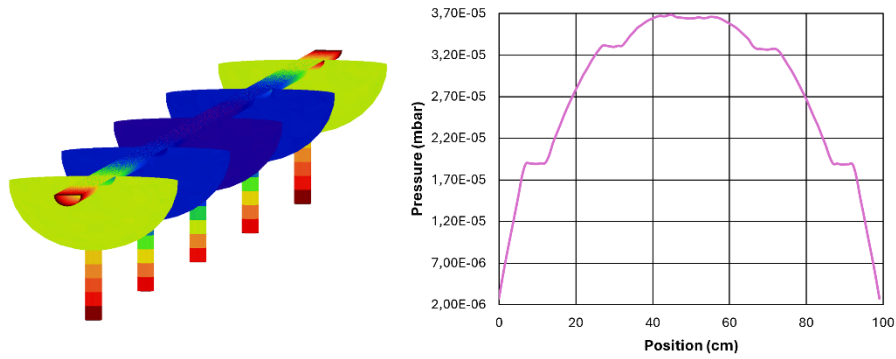 3,70E-05
3,20E-05
2,70E-05
2,20E-05
1,70E-05
1,20E-05
7,00E-06
2,00E-06
Pressure (mbar)
0 20 40 60 80 100
Position (cm)